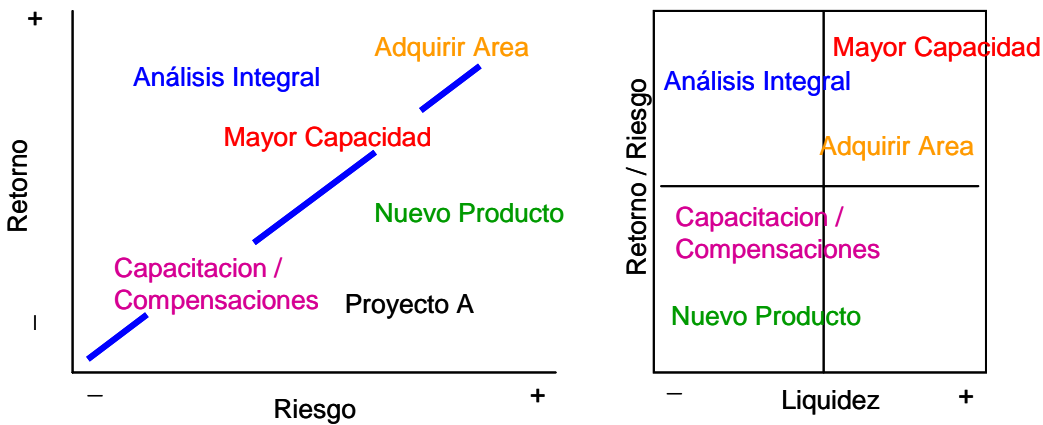 +
Adquirir Area
Análisis Integral
Mayor Capacidad
Retorno
Nuevo Producto
Capacitacion /
Compensaciones
Proyecto A
–
–
+
Riesgo
Mayor Capacidad
Análisis Integral
Adquirir Area
Retorno / Riesgo
Capacitacion /
Compensaciones
Nuevo Producto
–
Liquidez
+